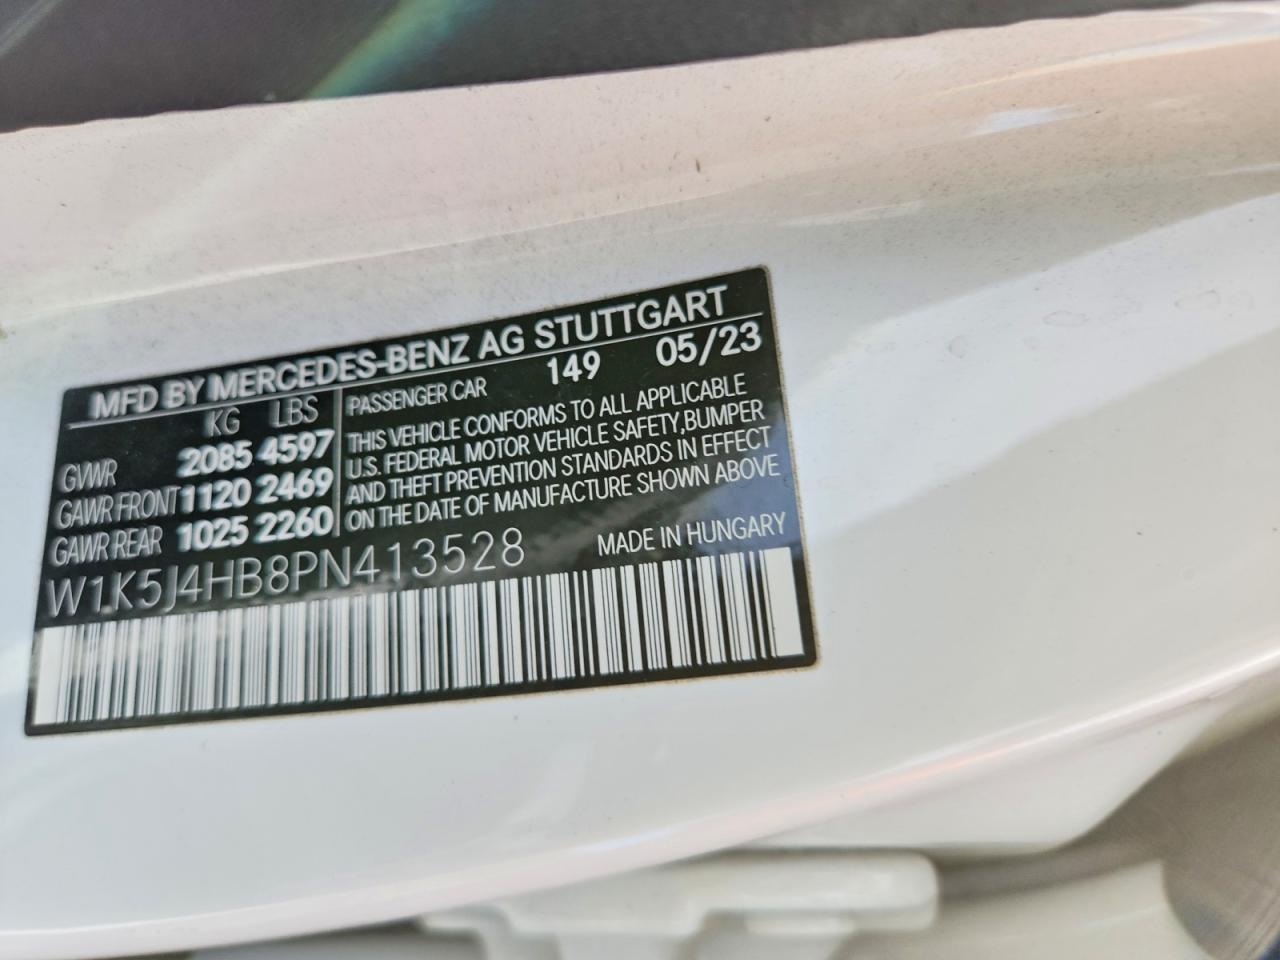 MFD BY MERCEDES-BENZ AG STUTTGART
KG LBS
GVWR 2085 4597
GAWR FRONT 1120 2469
GAWR REAR 1025 2260
PASSENGER CAR 149 05/23
THIS VEHICLE CONFORMS TO ALL APPLICABLE
U.S. FEDERAL MOTOR VEHICLE SAFETY,BUMPER
AND THEFT PREVENTION STANDARDS IN EFFECT
ON THE DATE OF MANUFACTURE SHOWN ABOVE
W1K5J4HB8PN413528 MADE IN HUNGARY